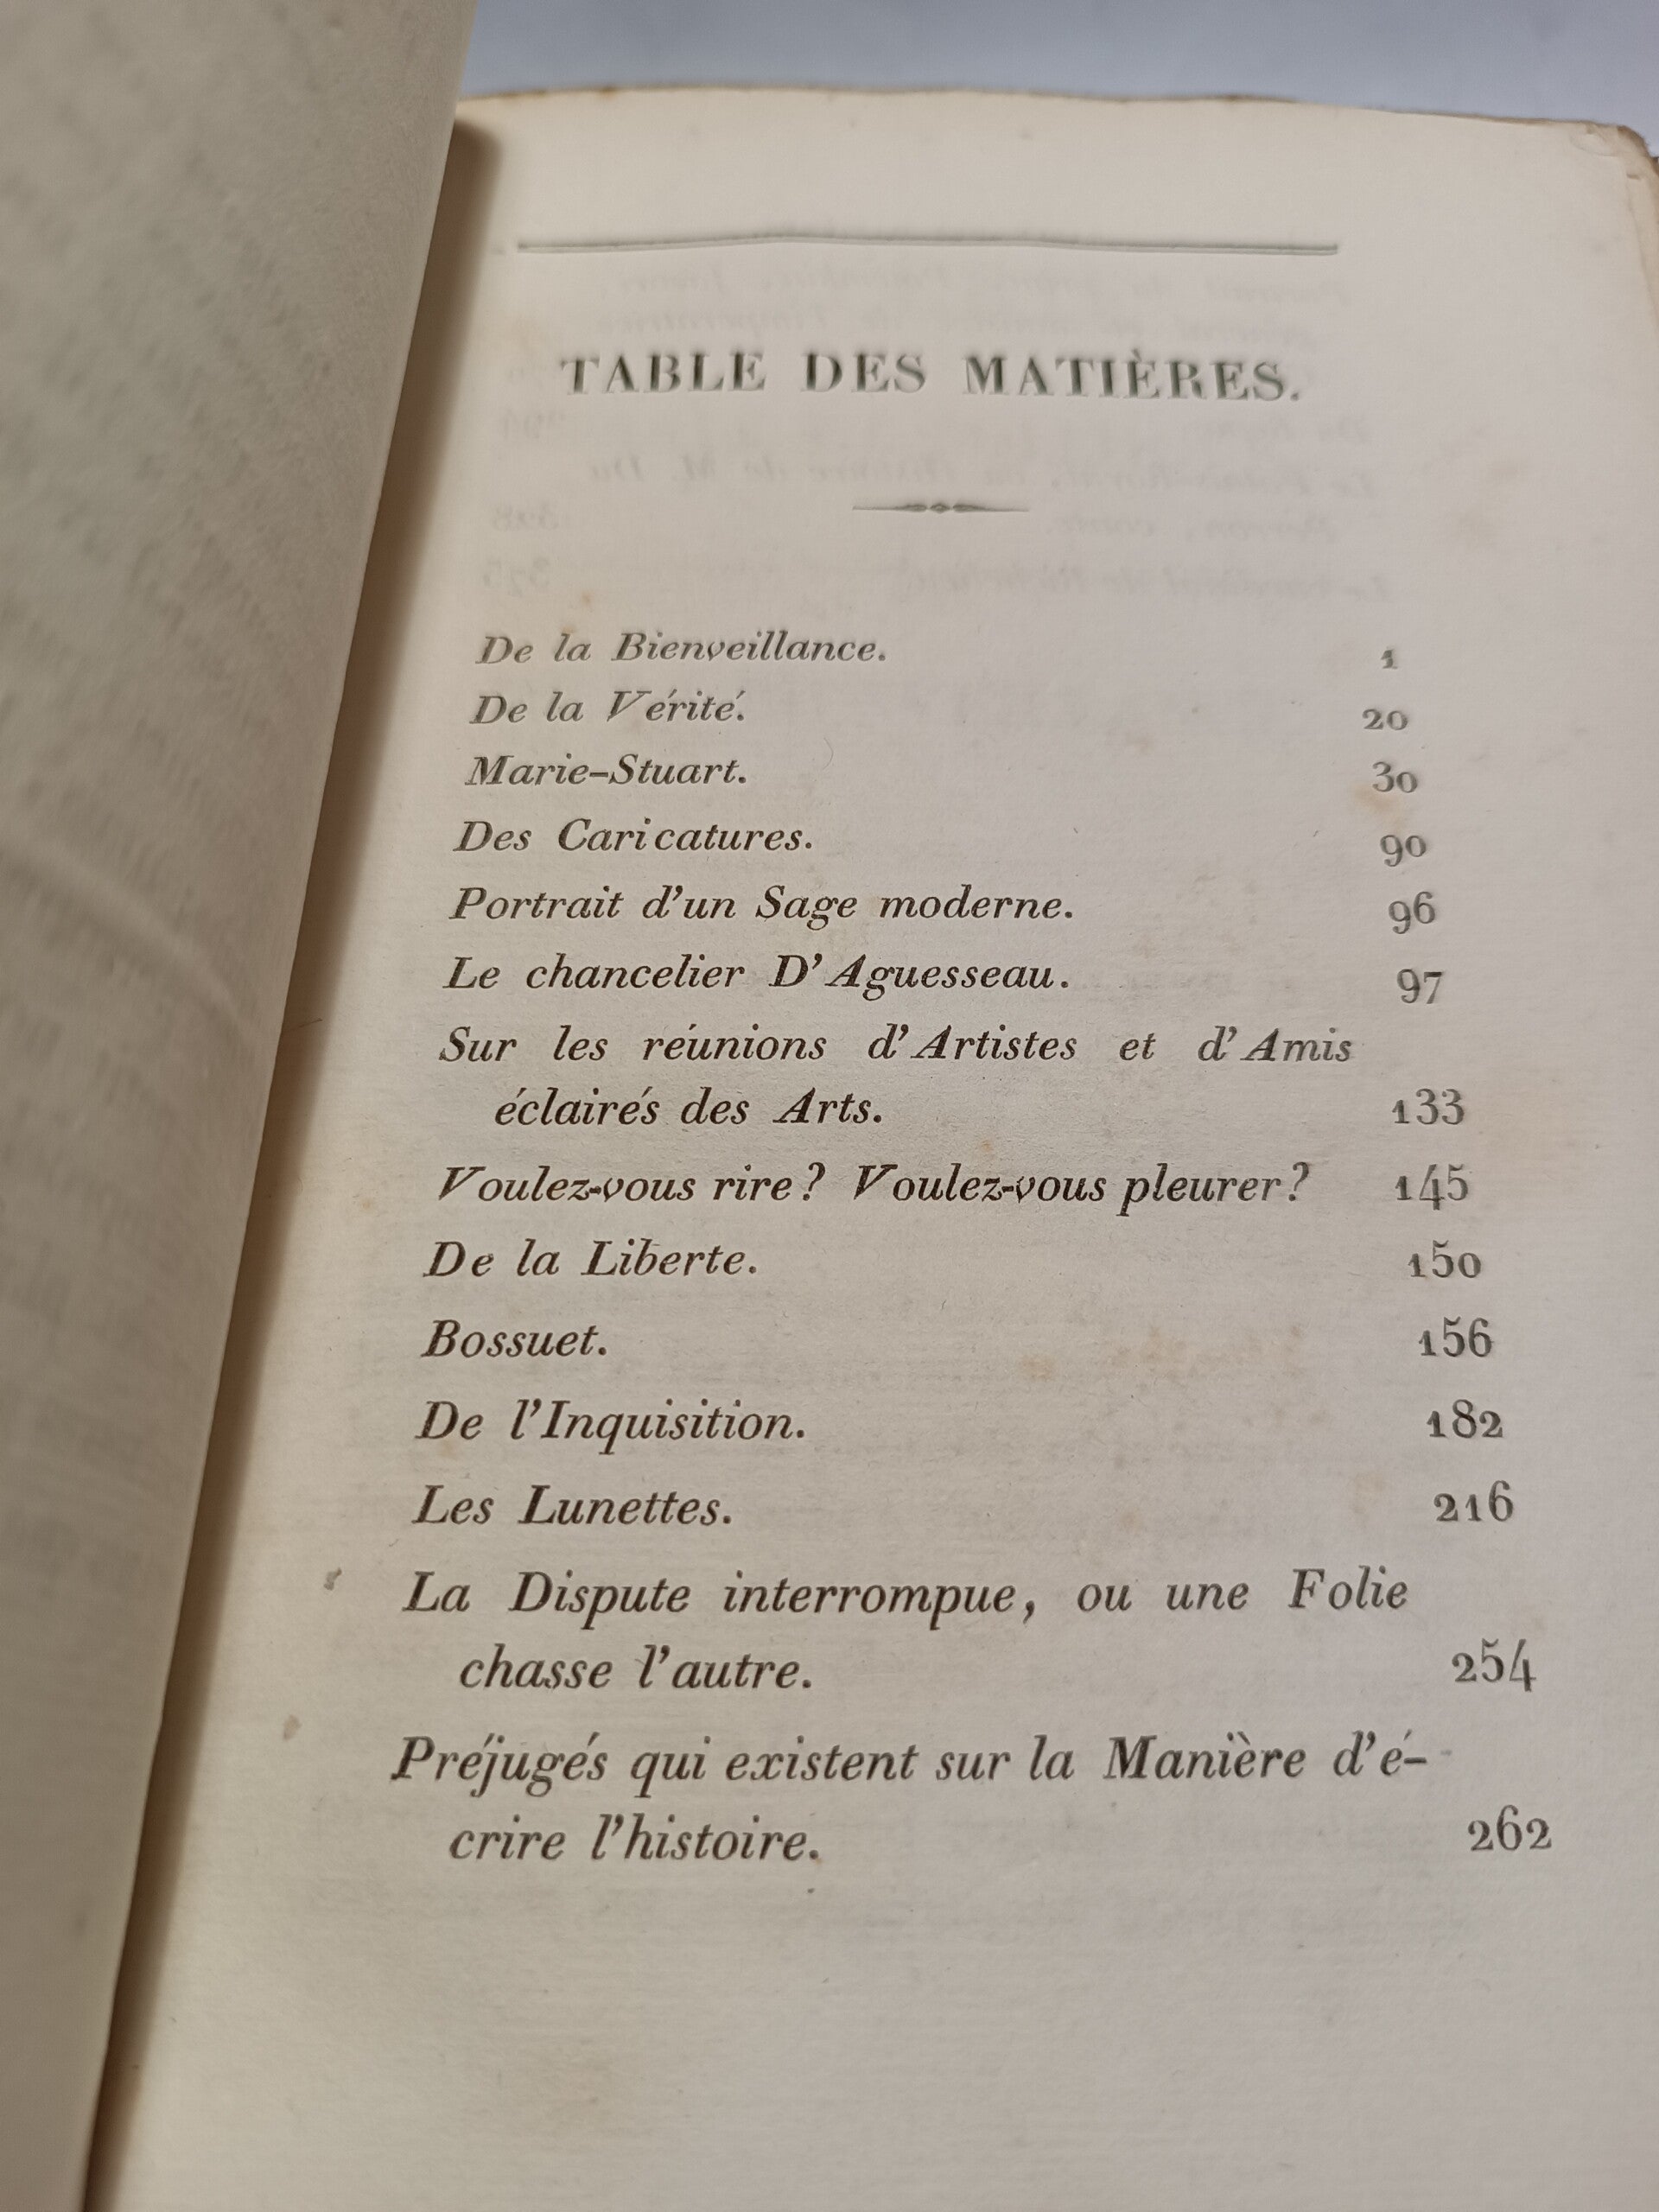 TABLE DES MATIÈRES.
De la Bienveillance. 1
De la Vérité. 20
Marie-Stuart. 30
Des Caricatures. 90
Portrait d'un Sage moderne. 96
Le chancelier D'Aguesseau. 97
Sur les réunions d'Artistes et d'Amis
éclairés des Arts. 133
Voulez-vous rire? Voulez-vous pleurer? 145
De la Liberte. 150
Bossuet. 156
De l'Inquisition. 182
Les Lunettes. 216
La Dispute interrompue, ou une Folie
chasse l'autre. 254
Préjugés qui existent sur la Manière d'é-
crire l'histoire. 262